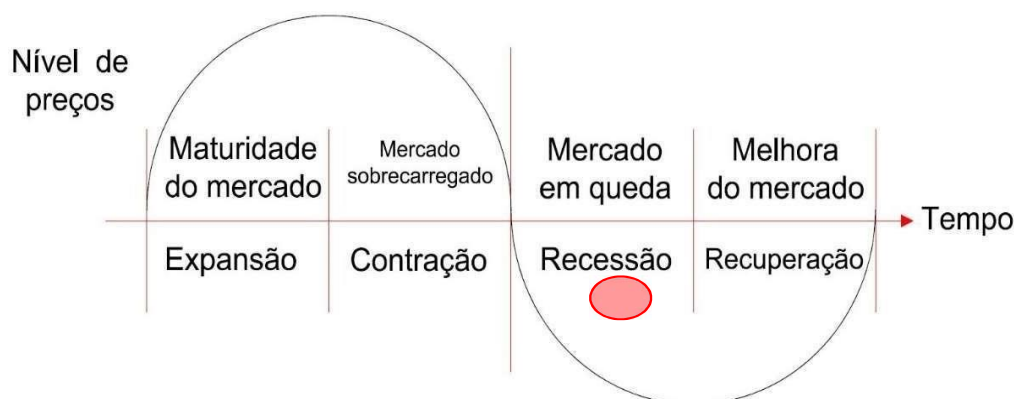 Nível de
preços
Maturidade
do mercado
Mercado
sobrecarregado
Mercado
em queda
Melhora
do mercado
Tempo
Expansão
Contração
Recessão
Recuperação